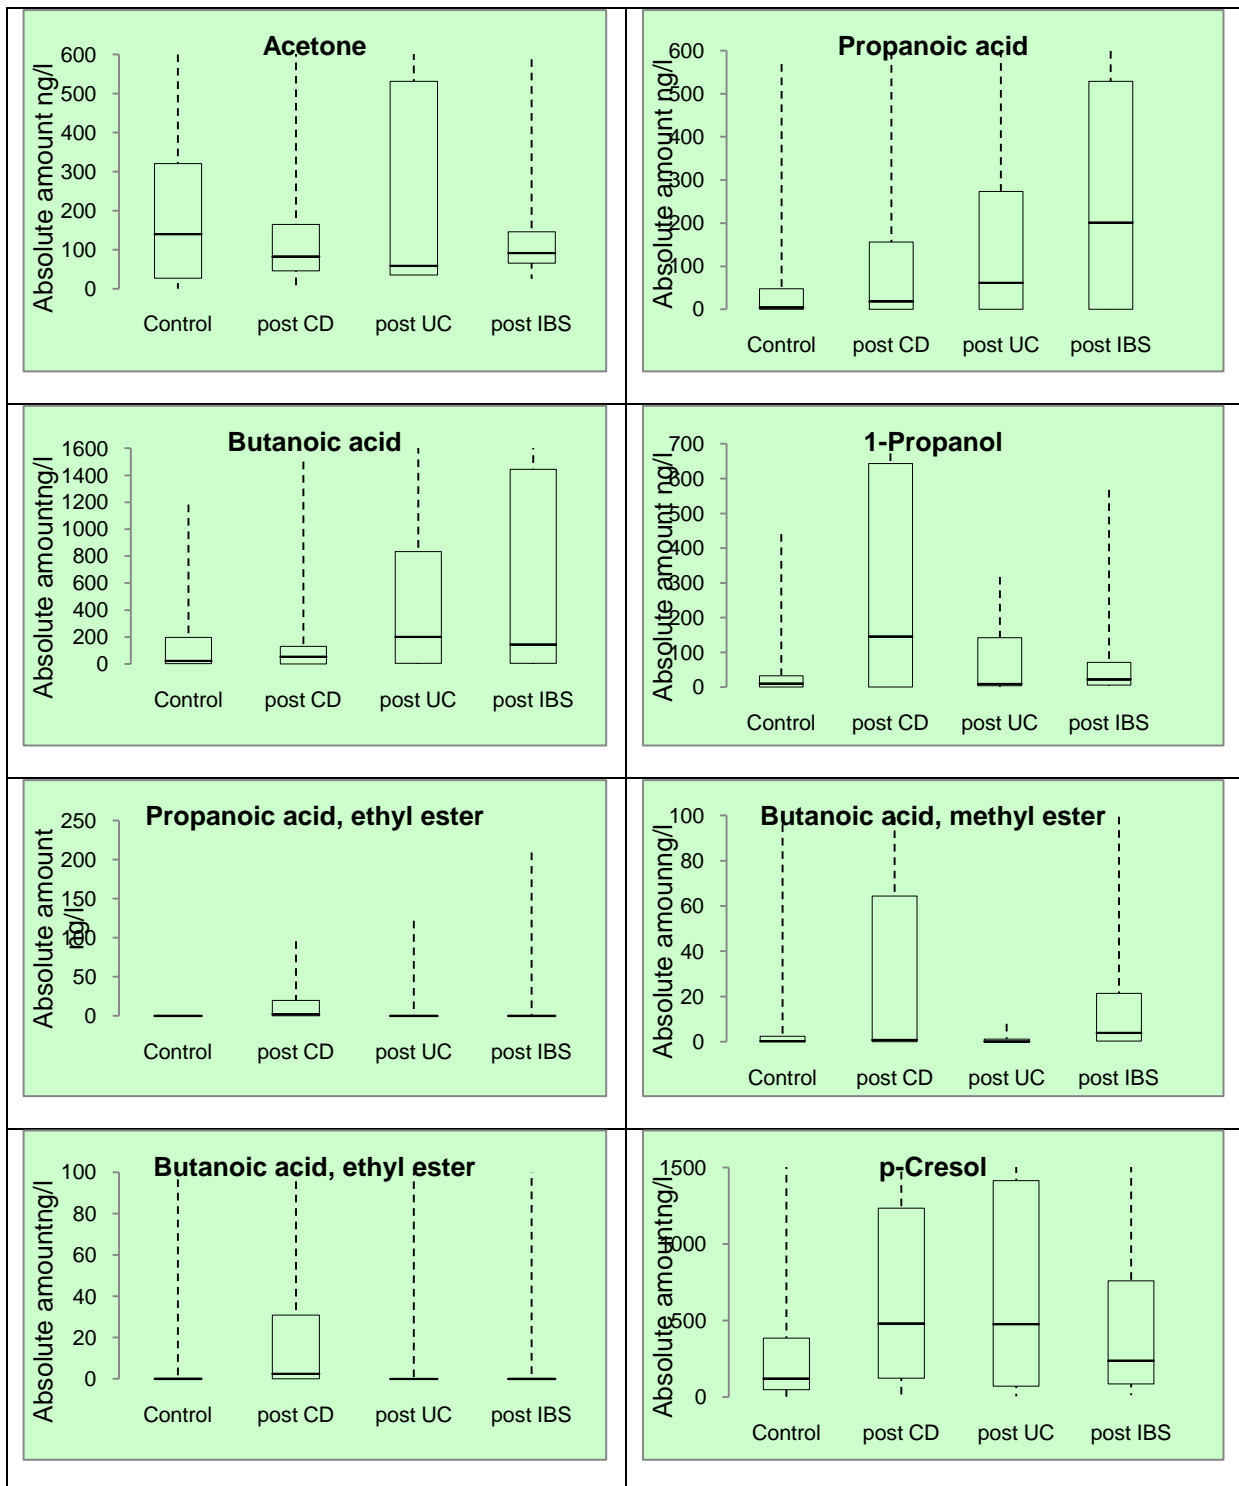 Acetone
Absolute amount ng/l
600
500
400
300
200
100
0
Control post CD post UC post IBS
Propanoic acid
Absolute amount ng/l
600
500
400
300
200
100
0
Control post CD post UC post IBS
Butanoic acid
Absolute amountng/l
1600
1400
1200
1000
800
600
400
200
0
Control post CD post UC post IBS
1-Propanol
Absolute amount ng/l
700
600
500
400
300
200
100
0
Control post CD post UC post IBS
Propanoic acid, ethyl ester
Absolute amount
ng/l
250
200
150
100
50
0
Control post CD post UC post IBS
Butanoic acid, methyl ester
Absolute amounng/l
100
80
60
40
20
0
Control post CD post UC post IBS
Butanoic acid, ethyl ester
Absolute amountng/l
100
80
60
40
20
0
Control post CD post UC post IBS
p-Cresol
Absolute amountng/l
1500
1000
500
0
Control post CD post UC post IBS